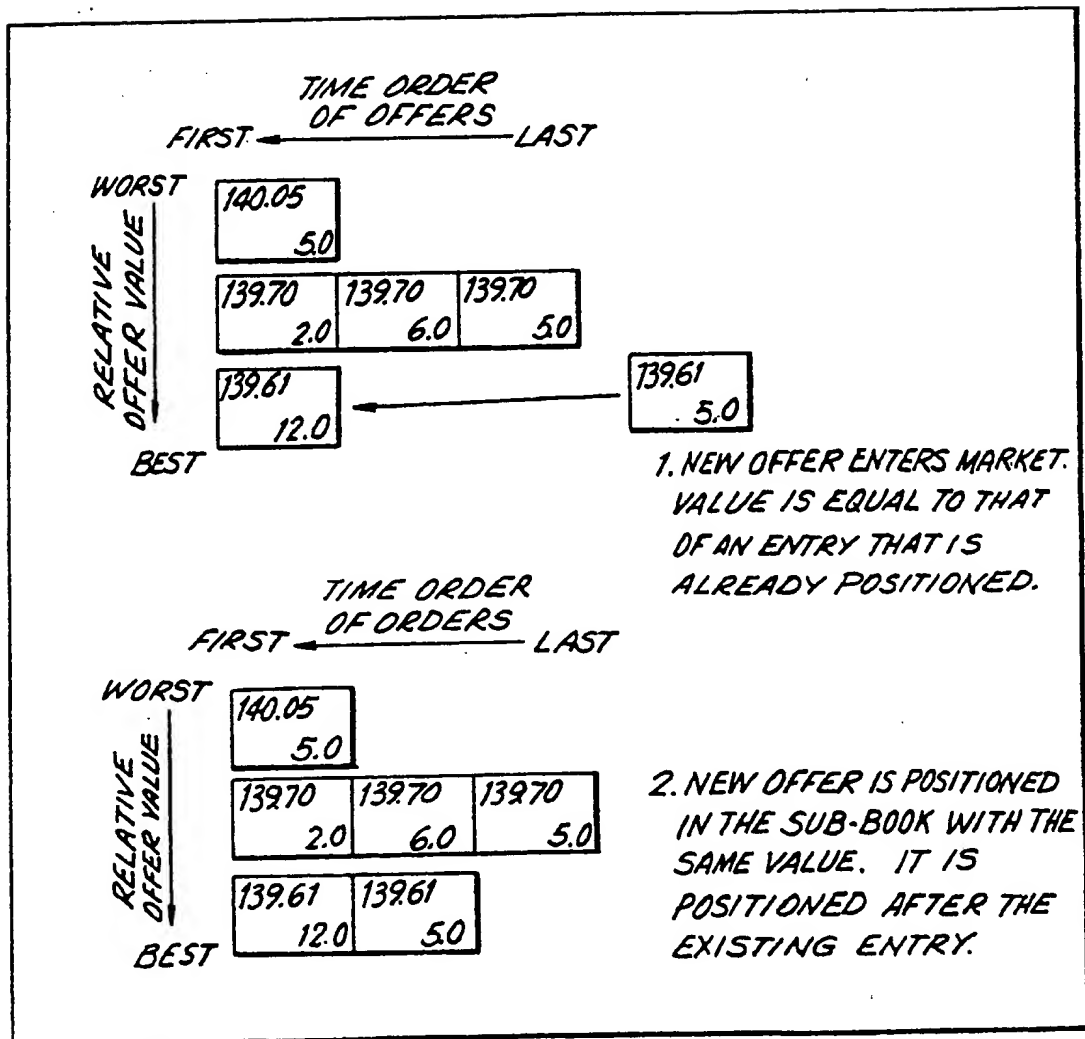 TIME ORDER
OF OFFERS
FIRST LAST
WORST
RELATIVE
OFFER VALUE
BEST
140.05
5.0
139.70 139.70 139.70
2.0 6.0 5.0
139.61
12.0
139.61
5.0
1. NEW OFFER ENTERS MARKET.
VALUE IS EQUAL TO THAT
OF AN ENTRY THAT IS
ALREADY POSITIONED.
TIME ORDER
OF ORDERS
FIRST LAST
WORST
RELATIVE
OFFER VALUE
BEST
140.05
5.0
139.70 139.70 139.70
2.0 6.0 5.0
139.61 139.61
12.0 5.0
2. NEW OFFER IS POSITIONED
IN THE SUB-BOOK WITH THE
SAME VALUE. IT IS
POSITIONED AFTER THE
EXISTING ENTRY.